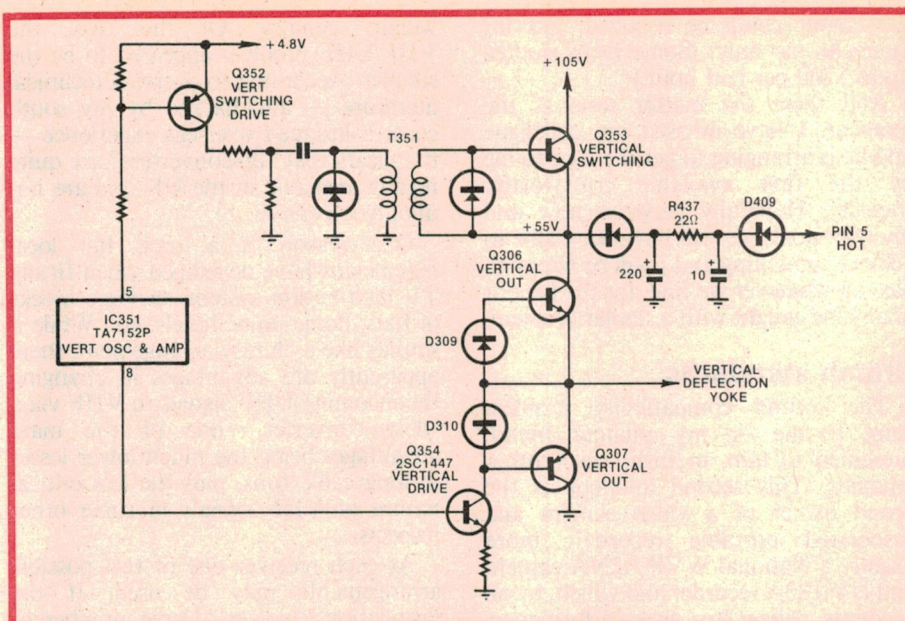 +4.8V
Q352
VERT
SWITCHING
DRIVE
T351
+105V
Q353
VERTICAL
SWITCHING
+55V
R437
22Ω
D409
PIN 5
HOT
+
220
+
10
Q306
VERTICAL
OUT
5
IC351
TA7152P
VERT OSC & AMP
8
D309
VERTICAL
DEFLECTION
YOKE
D310
Q354
2SC1447
VERTICAL
DRIVE
Q307
VERTICAL
OUT